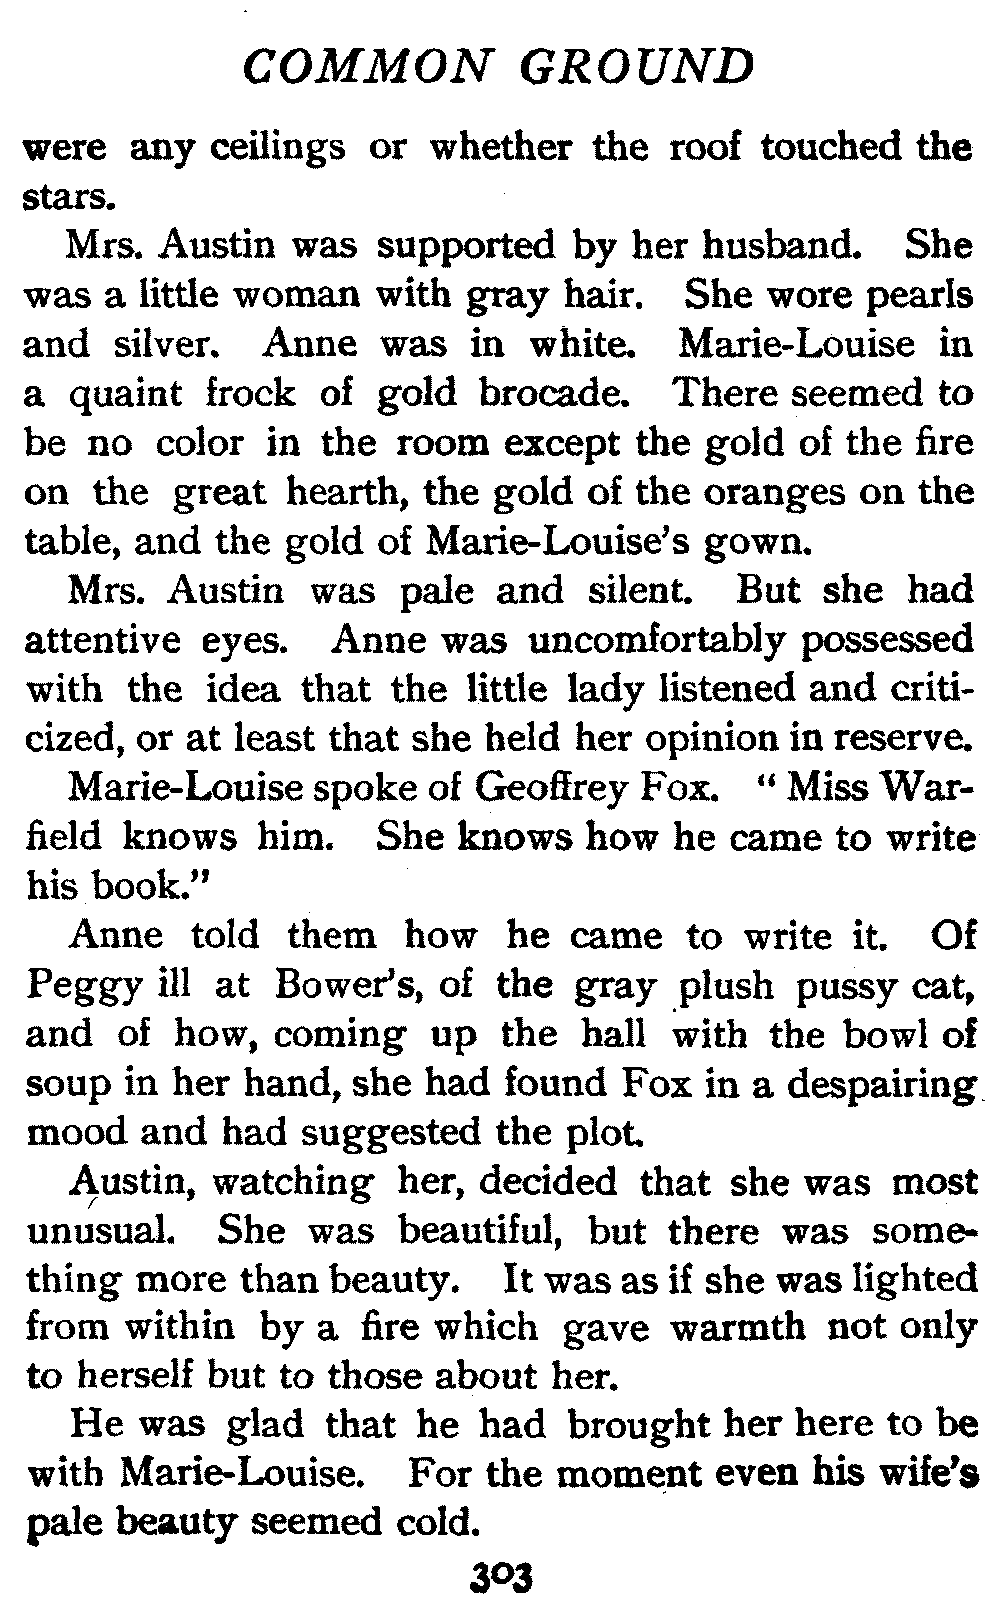 COMMON GROUND
were any ceilings or whether the roof touched the
stars.
Mrs. Austin was supported by her husband. She
was a little woman with gray hair. She wore pearls
and silver. Anne was in white. Marie-Louise in
a quaint frock of gold brocade. There seemed to
be no color in the room except the gold of the fire
on the great hearth, the gold of the oranges on the
table, and the gold of Marie-Louise's gown.
Mrs. Austin was pale and silent. But she had
attentive eyes. Anne was uncomfortably possessed
with the idea that the little lady listened and criti-
cized, or at least that she held her opinion in reserve.
Marie-Louise spoke of Geoffrey Fox. " Miss War-
field knows him. She knows how he came to write
his book."
Anne told them how he came to write it. Of
Peggy ill at Bower's, of the gray plush pussy cat,
and of how, coming up the hall with the bowl of
soup in her hand, she had found Fox in a despairing
mood and had suggested the plot.
Austin, watching her, decided that she was most
unusual. She was beautiful, but there was some-
thing more than beauty. It was as if she was lighted
from within by a fire which gave warmth not only
to herself but to those about her.
He was glad that he had brought her here to be
with Marie-Louise. For the moment even his wife's
pale beauty seemed cold.
303